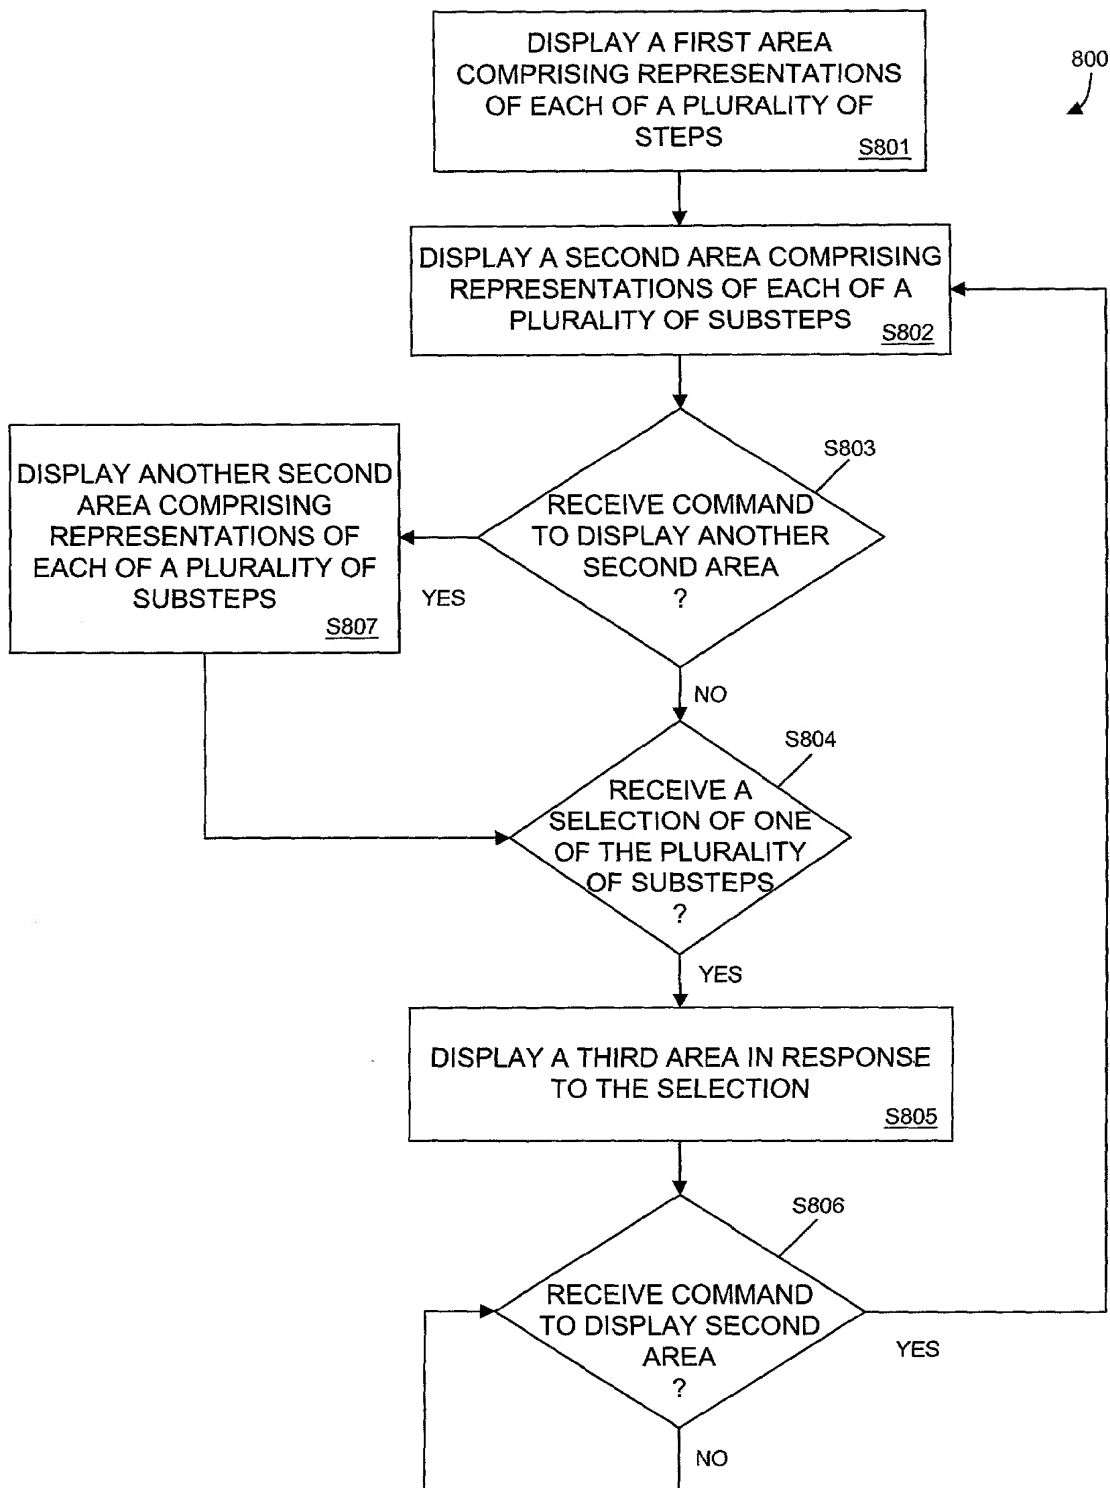 DISPLAY A FIRST AREA
COMPRISING REPRESENTATIONS
OF EACH OF A PLURALITY OF
STEPS
S801
800
DISPLAY A SECOND AREA COMPRISING
REPRESENTATIONS OF EACH OF A
PLURALITY OF SUBSTEPS
S802
S803
RECEIVE COMMAND
TO DISPLAY ANOTHER
SECOND AREA
?
YES
NO
DISPLAY ANOTHER SECOND
AREA COMPRISING
REPRESENTATIONS OF
EACH OF A PLURALITY OF
SUBSTEPS
S807
S804
RECEIVE A
SELECTION OF ONE
OF THE PLURALITY
OF SUBSTEPS
?
YES
DISPLAY A THIRD AREA IN RESPONSE
TO THE SELECTION
S805
S806
RECEIVE COMMAND
TO DISPLAY SECOND
AREA
?
YES
NO